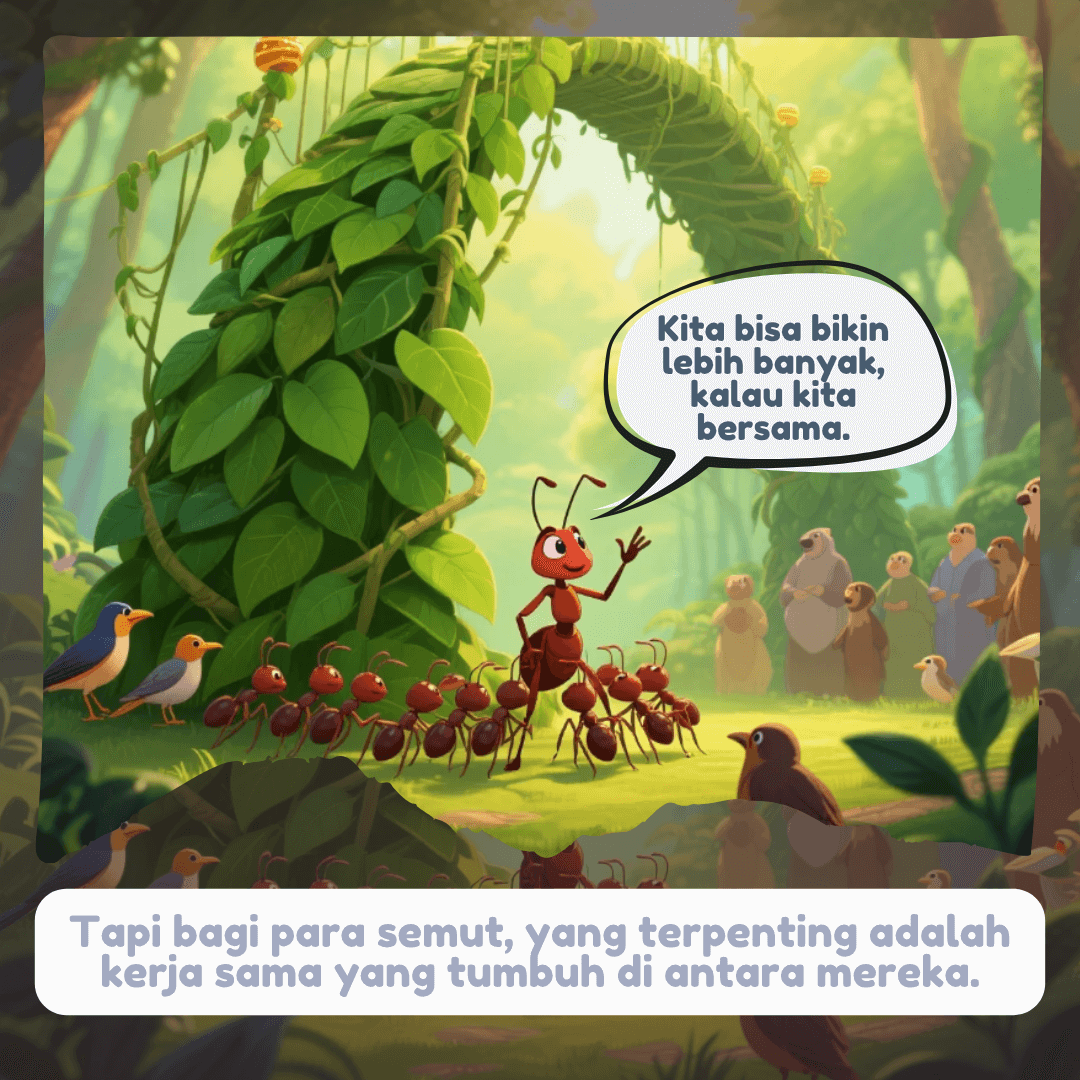 Kita bisa bikin
lebih banyak,
kalau kita
bersama.
Tapi bagi para semut, yang terpenting adalah
kerja sama yang tumbuh di antara mereka.